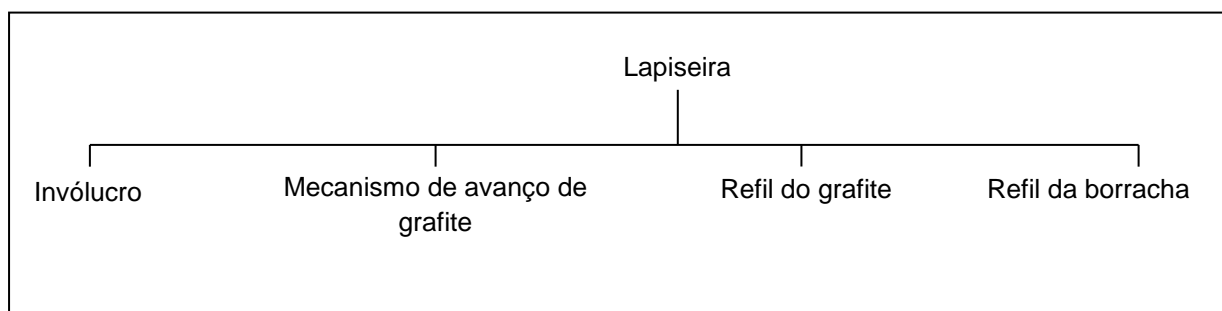 Lapiseira
Invólucro
Mecanismo de avanço de
grafite
Refil do grafite
Refil da borracha